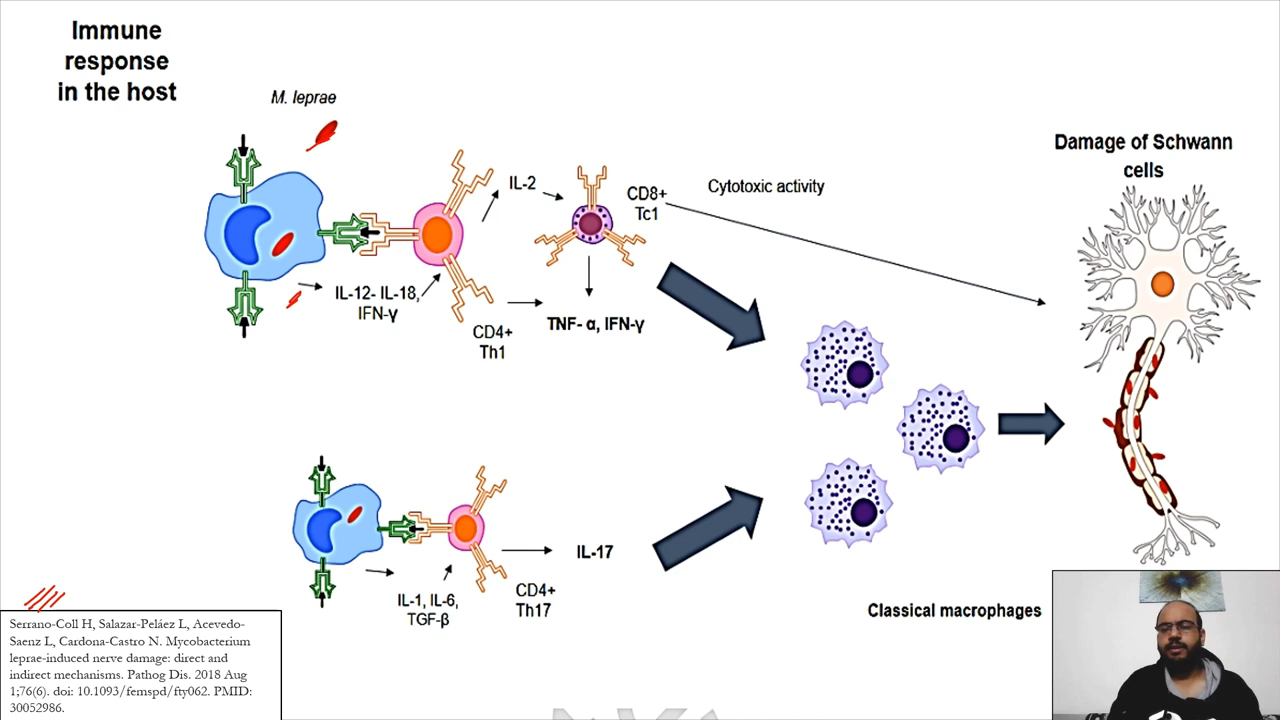 Immune
response
in the host
M. leprae
IL-12- IL-18,
IFN-γ
IL-2
CD4+
Th1
CD8+
Tc1
TNF- α, IFN-γ
Cytotoxic activity
Damage of Schwann
cells
IL-1, IL-6,
TGF-β
CD4+
Th17
IL-17
Classical macrophages
Serrano-Coll H, Salazar-Peláez L, Acevedo-
Saenz L, Cardona-Castro N. Mycobacterium
leprae-induced nerve damage: direct and
indirect mechanisms. Pathog Dis. 2018 Aug
1;76(6). doi: 10.1093/femspd/fty062. PMID:
30052986.